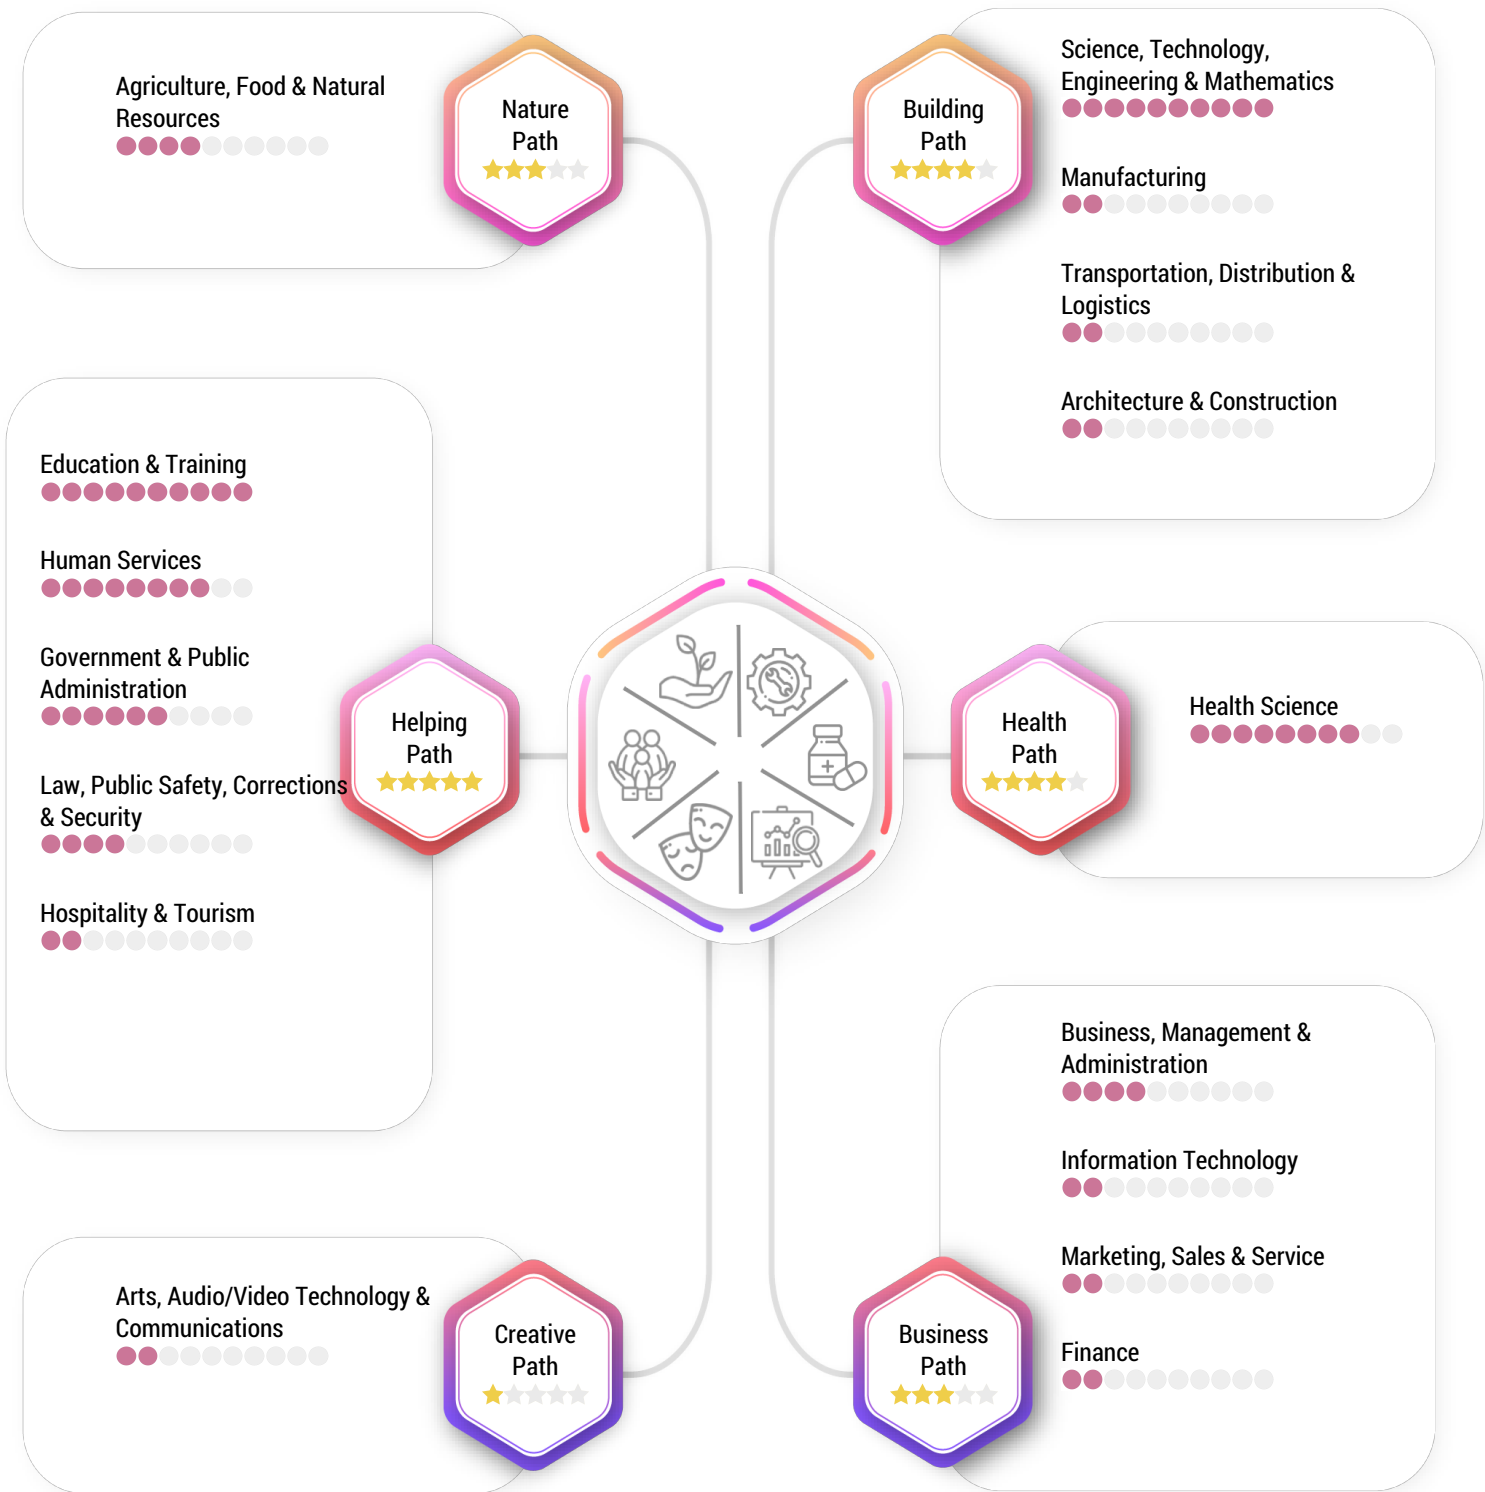 Agriculture, Food & Natural
Resources
Nature
Path
Building
Path
Science, Technology,
Engineering & Mathematics
Manufacturing
Transportation, Distribution &
Logistics
Architecture & Construction
Education & Training
Human Services
Government & Public
Administration
Law, Public Safety, Corrections
& Security
Hospitality & Tourism
Helping
Path
Health
Path
Health Science
Arts, Audio/Video Technology &
Communications
Creative
Path
Business
Path
Business, Management &
Administration
Information Technology
Marketing, Sales & Service
Finance